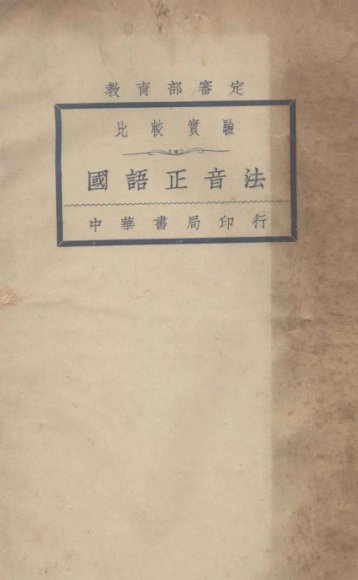 教育部審定
比較實驗
國語正音法
中華書局印行